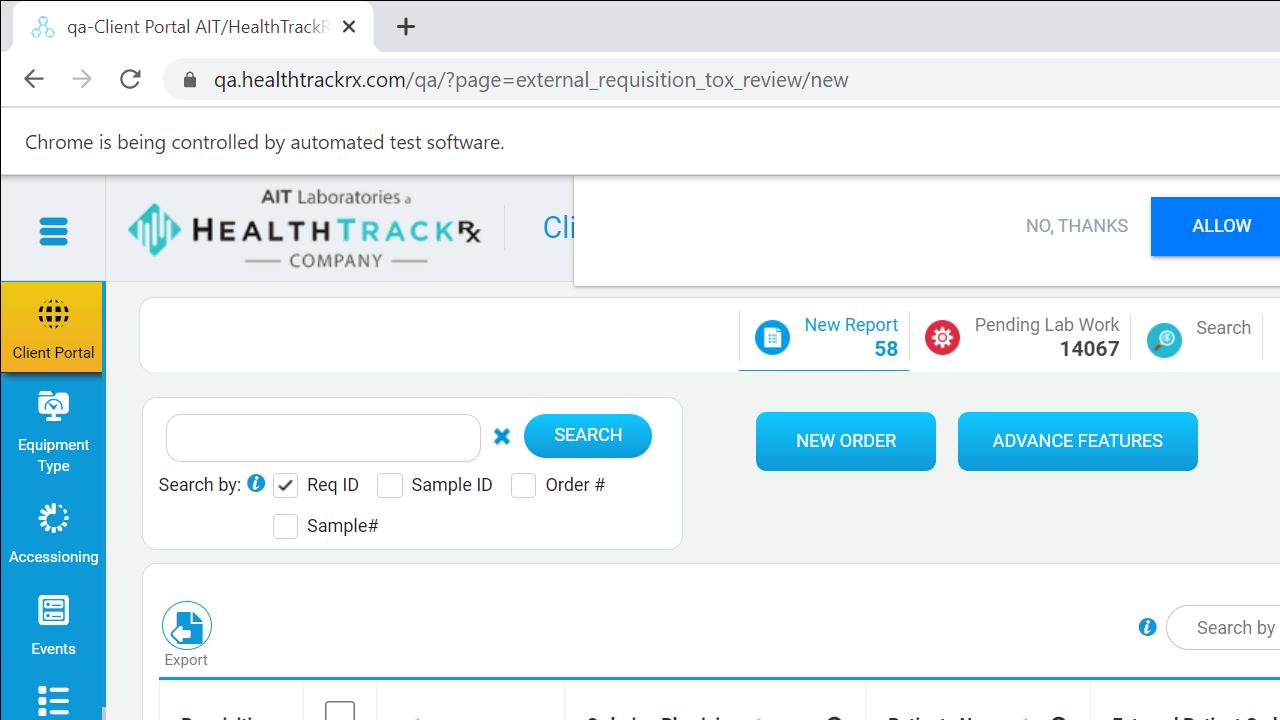 qa-Client Portal AIT/HealthTrackR
qa.healthtrackrx.com/qa/?page=external_requisition_tox_review/new
Chrome is being controlled by automated test software.
AIT Laboratories a
HEALTHTRACKRx
COMPANY
Cli
NO, THANKS
ALLOW
Client Portal
New Report
58
Pending Lab Work
14067
Search
SEARCH
NEW ORDER
ADVANCE FEATURES
Equipment
Type
Search by:
Req ID
Sample ID
Order #
Sample#
Accessioning
Events
Export
Search by